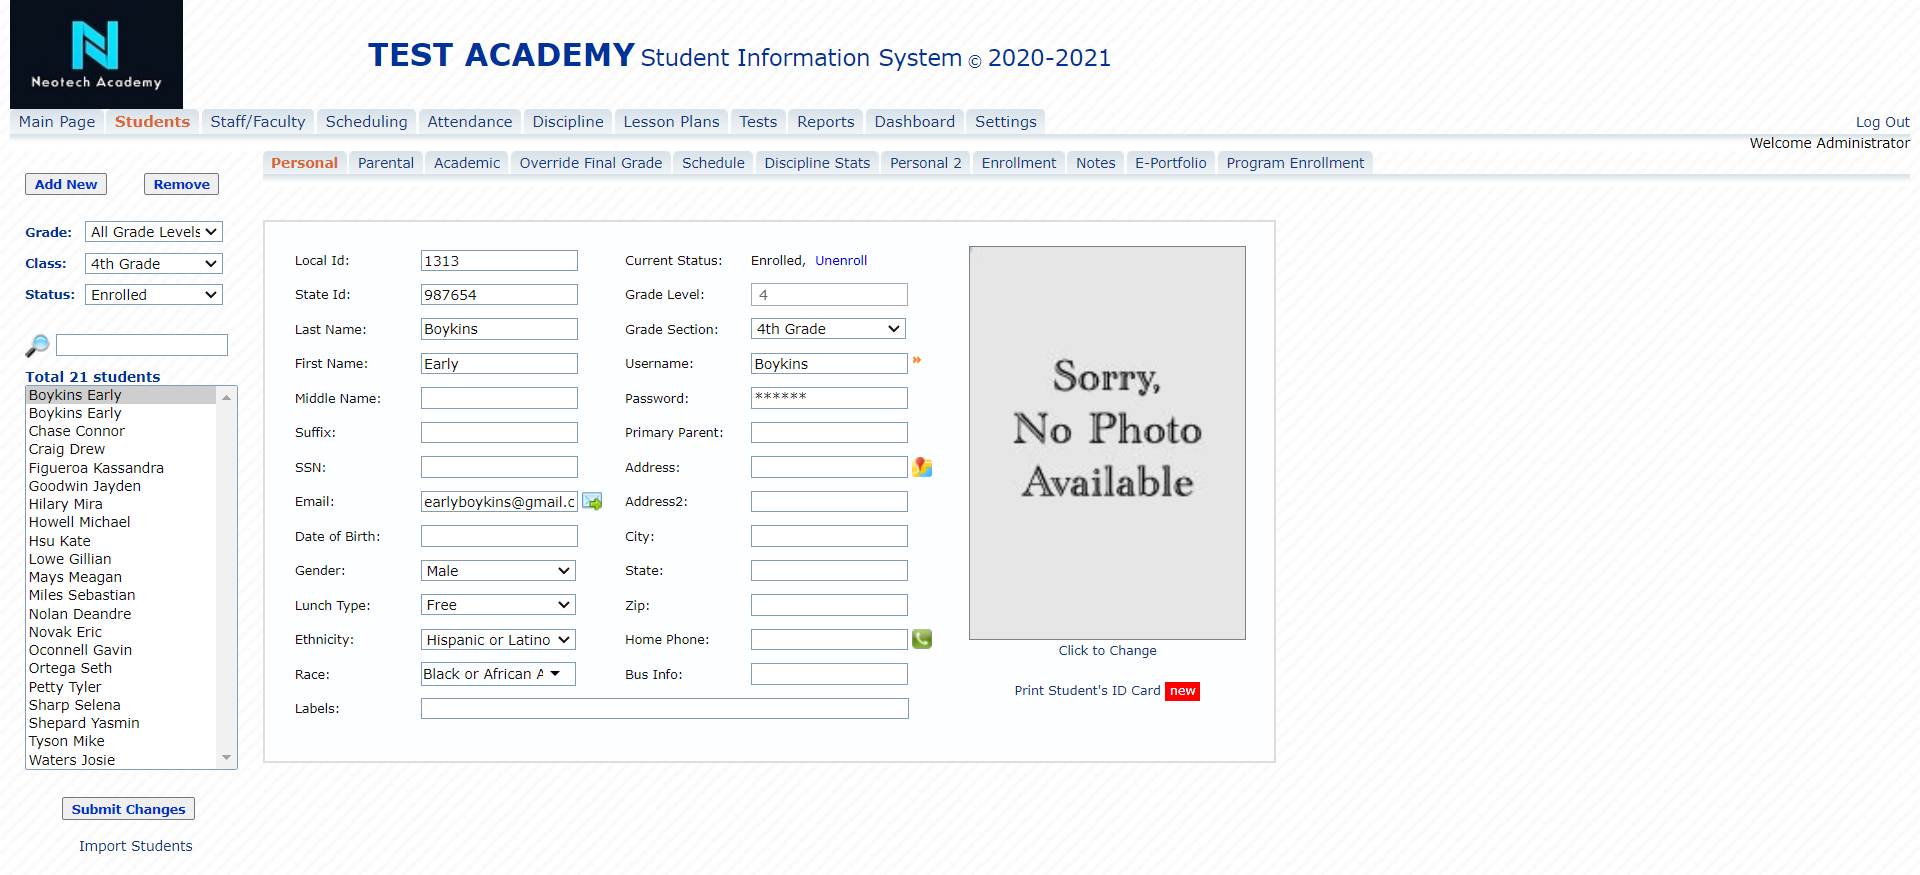 Neotech Academy
TEST ACADEMY Student Information System © 2020-2021
Main Page Students Staff/Faculty Scheduling Attendance Discipline Lesson Plans Tests Reports Dashboard Settings Log Out
Welcome Administrator
Personal Parental Academic Override Final Grade Schedule Discipline Stats Personal 2 Enrollment Notes E-Portfolio Program Enrollment
Add New Remove
Grade: All Grade Levels
Class: 4th Grade
Status: Enrolled
Total 21 students
Boykins Early
Boykins Early
Chase Connor
Craig Drew
Figueroa Kassandra
Goodwin Jayden
Hilary Mira
Howell Michael
Hsu Kate
Lowe Gillian
Mays Meagan
Miles Sebastian
Nolan Deandre
Novak Eric
Oconnell Gavin
Ortega Seth
Petty Tyler
Sharp Selena
Shepard Yasmin
Tyson Mike
Waters Josie
Submit Changes
Import Students
Local Id: 1313 Current Status: Enrolled, Unenroll
State Id: 987654 Grade Level: 4
Last Name: Boykins Grade Section: 4th Grade
First Name: Early Username: Boykins »
Middle Name: Password: ******
Suffix: Primary Parent:
SSN: Address:
Email: earlyboykins@gmail.c Address2:
Date of Birth: City:
Gender: Male State:
Lunch Type: Free Zip:
Ethnicity: Hispanic or Latino Home Phone:
Race: Black or African A Bus Info:
Labels:
Sorry,
No Photo
Available
Click to Change
Print Student's ID Card new